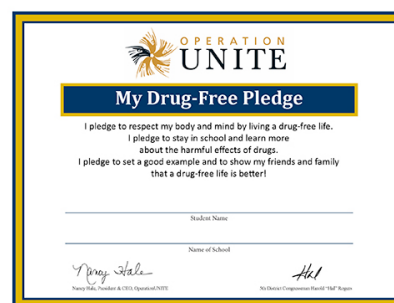 OPERATION
UNITE
My Drug-Free Pledge
I pledge to respect my body and mind by living a drug-free life.
I pledge to stay in school and learn more
about the harmful effects of drugs.
I pledge to set a good example and to show my friends and family
that a drug-free life is better!
Student Name
Name of School
Nancy Hale
Hal
Nancy Hale, President & CEO, Operation UNITE
5th District Congressman Harold "Hal" Rogers